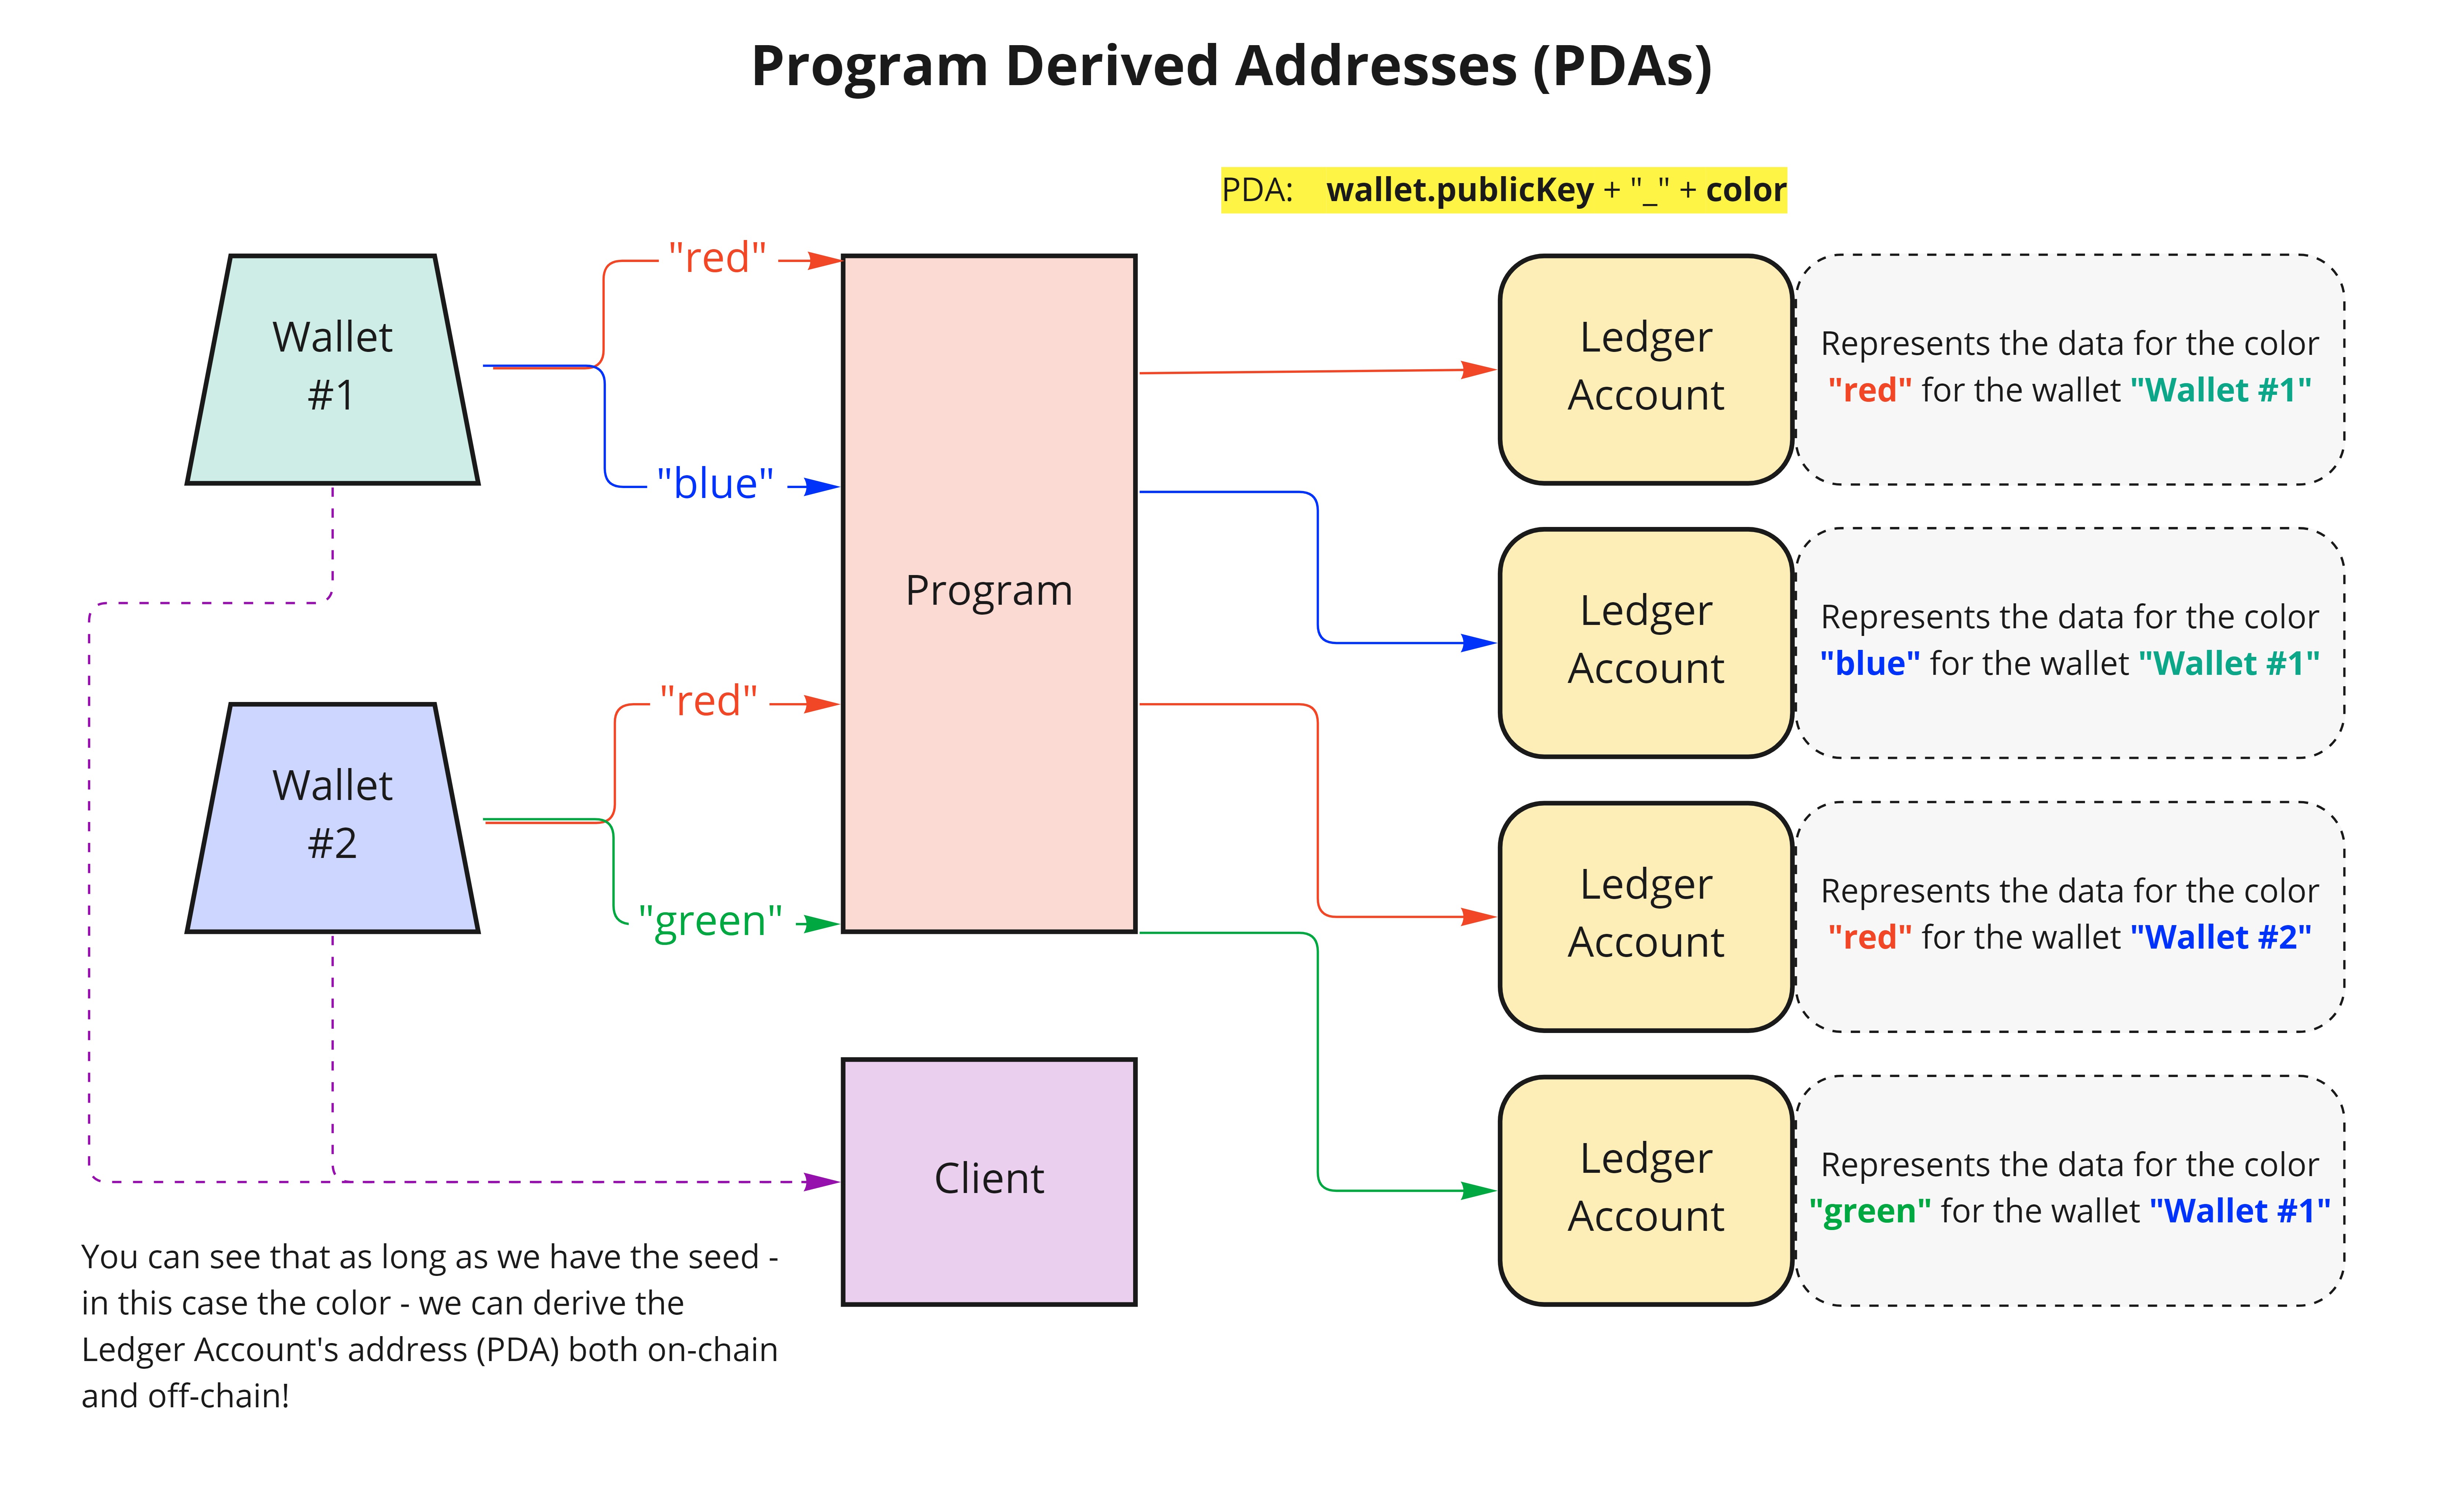 Program Derived Addresses (PDAs)
PDA: wallet.publicKey + "_" + color
Wallet
#1
"red"
"blue"
Program
Ledger
Account
Represents the data for the color
"red" for the wallet "Wallet #1"
Ledger
Account
Represents the data for the color
"blue" for the wallet "Wallet #1"
Wallet
#2
"red"
"green"
Ledger
Account
Represents the data for the color
"red" for the wallet "Wallet #2"
Client
Ledger
Account
Represents the data for the color
"green" for the wallet "Wallet #1"
You can see that as long as we have the seed -
in this case the color - we can derive the
Ledger Account's address (PDA) both on-chain
and off-chain!